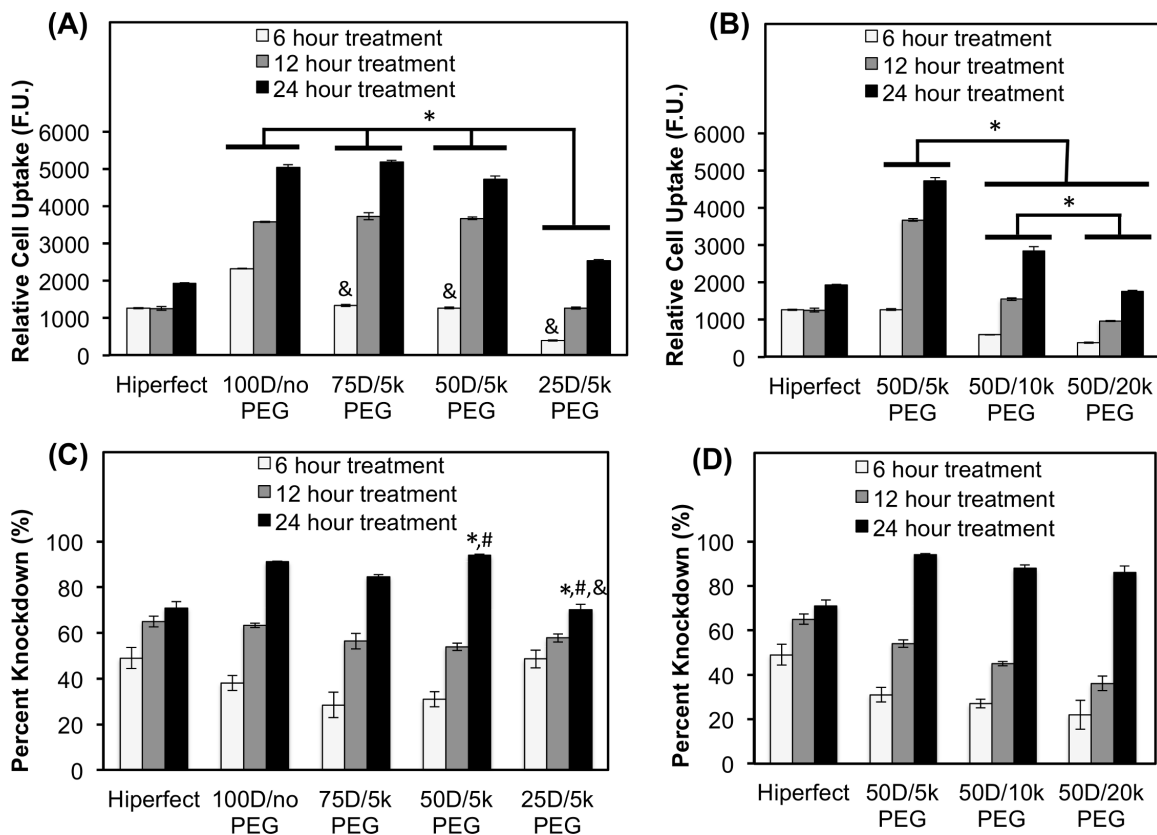 (A)
6 hour treatment
12 hour treatment
24 hour treatment
Relative Cell Uptake (F.U.)
6000
5000
4000
3000
2000
1000
0
*
&
&
&
Hiperfect 100D/no PEG 75D/5k PEG 50D/5k PEG 25D/5k PEG
(B)
6 hour treatment
12 hour treatment
24 hour treatment
Relative Cell Uptake (F.U.)
6000
5000
4000
3000
2000
1000
0
*
*
Hiperfect 50D/5k PEG 50D/10k PEG 50D/20k PEG
(C)
6 hour treatment
12 hour treatment
24 hour treatment
Percent Knockdown (%)
100
80
60
40
20
0
*,#
*,#,&
Hiperfect 100D/no PEG 75D/5k PEG 50D/5k PEG 25D/5k PEG
(D)
6 hour treatment
12 hour treatment
24 hour treatment
Percent Knockdown (%)
100
80
60
40
20
0
Hiperfect 50D/5k PEG 50D/10k PEG 50D/20k PEG